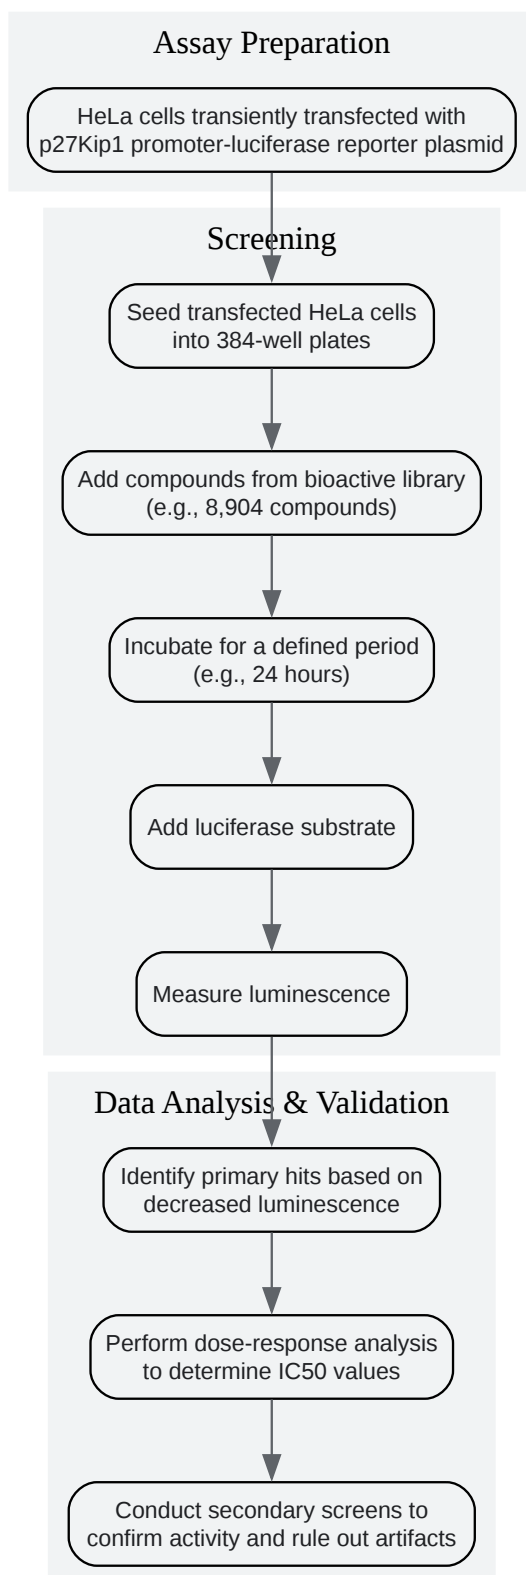 Assay Preparation
HeLa cells transiently transfected with
p27Kip1 promoter-luciferase reporter plasmid
Screening
Seed transfected HeLa cells
into 384-well plates
Add compounds from bioactive library
(e.g., 8,904 compounds)
Incubate for a defined period
(e.g., 24 hours)
Add luciferase substrate
Measure luminescence
Data Analysis & Validation
Identify primary hits based on
decreased luminescence
Perform dose-response analysis
to determine IC50 values
Conduct secondary screens to
confirm activity and rule out artifacts